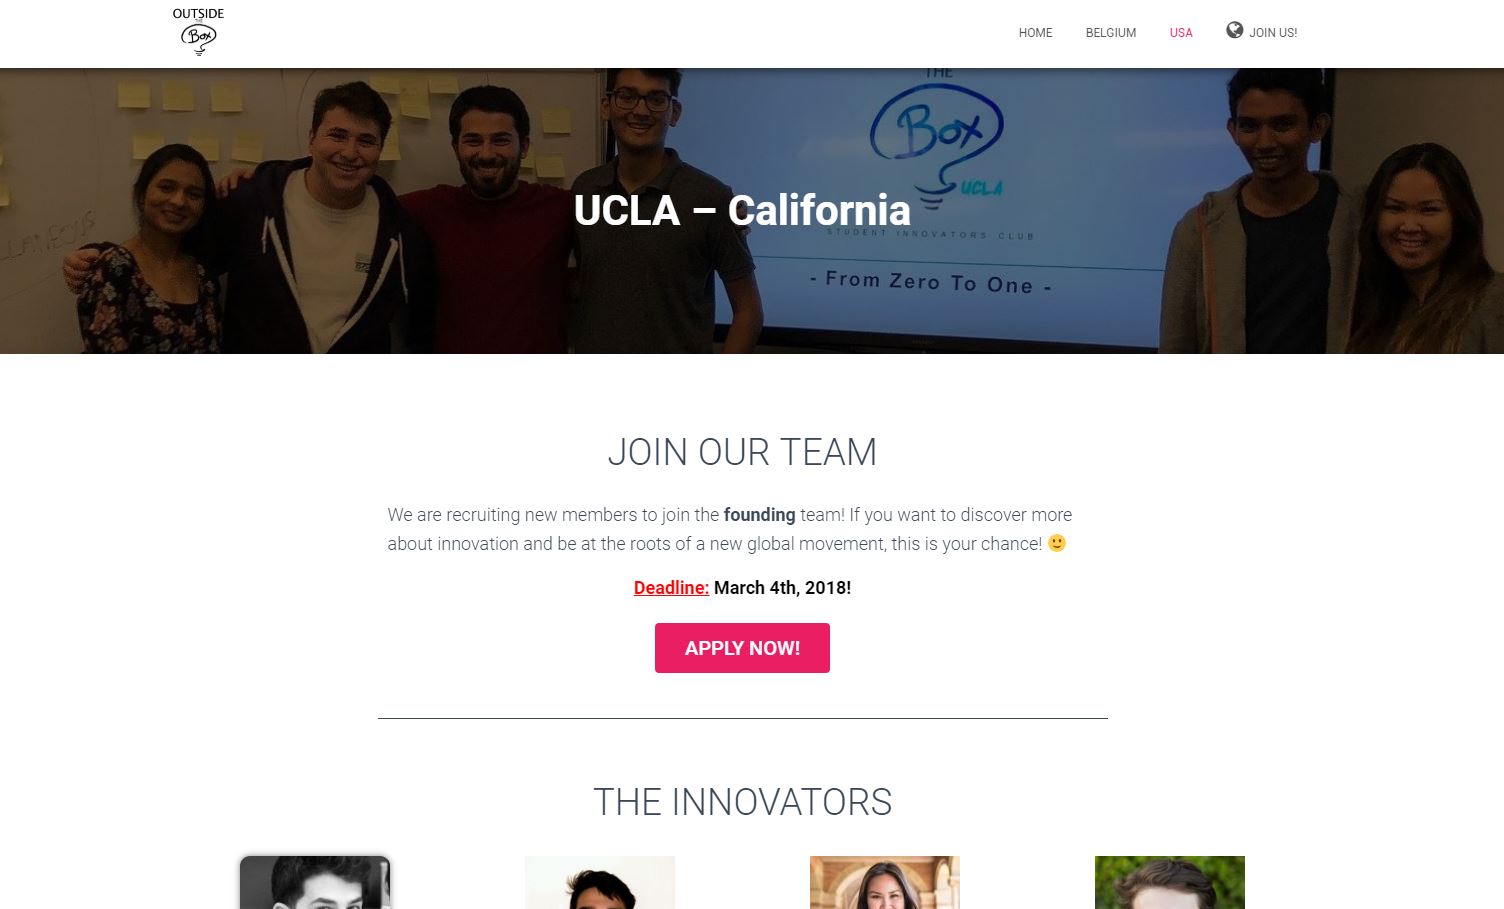 OUTSIDE
THE
Box
HOME
BELGIUM
USA
JOIN US!
THE
Box
UCLA
UCLA – California
STUDENT INNOVATORS CLUB
- From Zero To One -
JOIN OUR TEAM
We are recruiting new members to join the founding team! If you want to discover more
about innovation and be at the roots of a new global movement, this is your chance! 🙂
Deadline: March 4th, 2018!
APPLY NOW!
THE INNOVATORS